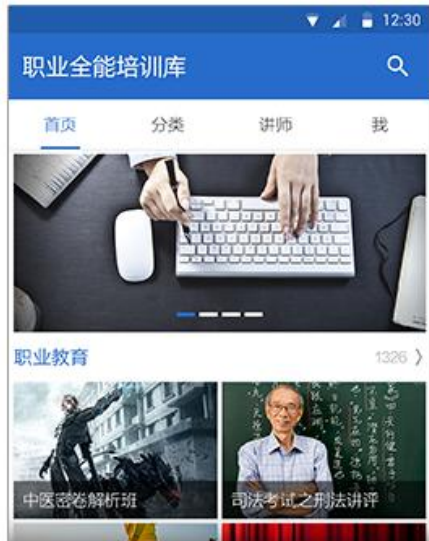 12:30
职业全能培训库
首页 分类 讲师 我
职业教育 1326
中医密卷解析班 司法考试之刑法讲评